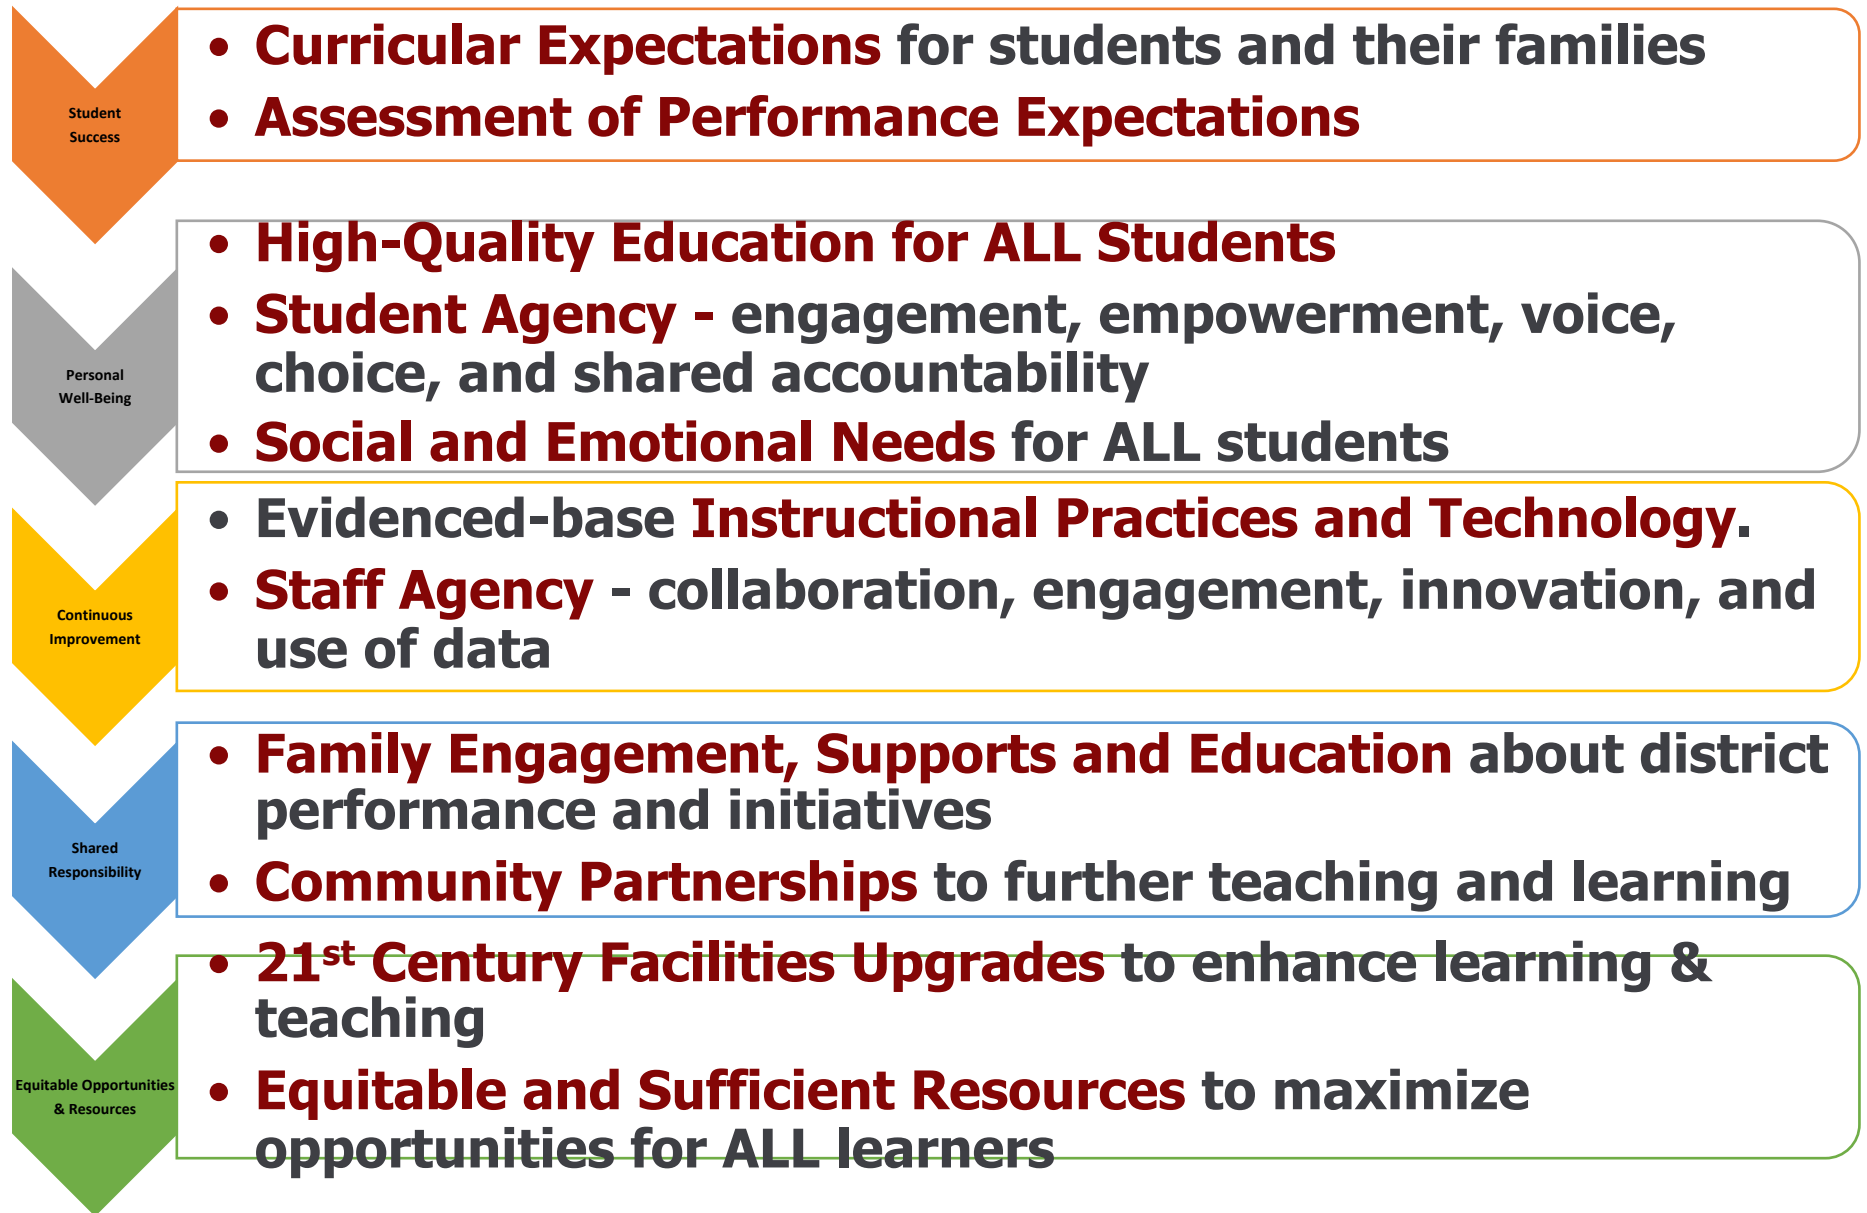 Student
Success
• Curricular Expectations for students and their families
• Assessment of Performance Expectations
Personal
Well-Being
• High-Quality Education for ALL Students
• Student Agency - engagement, empowerment, voice,
choice, and shared accountability
• Social and Emotional Needs for ALL students
Continuous
Improvement
• Evidenced-base Instructional Practices and Technology.
• Staff Agency - collaboration, engagement, innovation, and
use of data
Shared
Responsibility
• Family Engagement, Supports and Education about district
performance and initiatives
• Community Partnerships to further teaching and learning
Equitable Opportunities
& Resources
• 21st Century Facilities Upgrades to enhance learning &
teaching
• Equitable and Sufficient Resources to maximize
opportunities for ALL learners